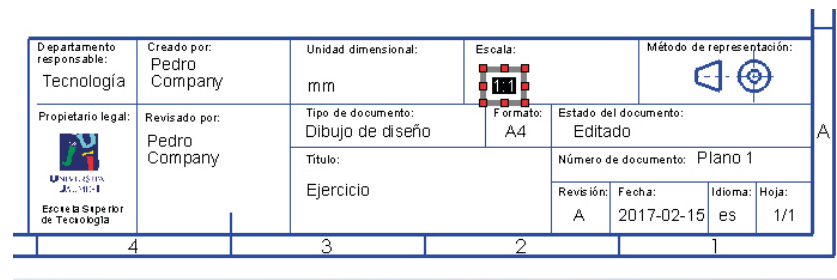 Departamento responsable:
Tecnología
Creado por:
Pedro Company
Unidad dimensional:
mm
Escala:
1:1
Método de representación:
Propietario legal:
UNIVERSITAT
JAUME·I
Escuela Superior
de Tecnología
Revisado por:
Pedro
Company
Tipo de documento:
Dibujo de diseño
Formato:
A4
Estado del documento:
Editado
Título:
Ejercicio
Número de documento: Plano 1
Revisión:
A
Fecha:
2017-02-15
Idioma:
es
Hoja:
1/1
A
4 3 2 1